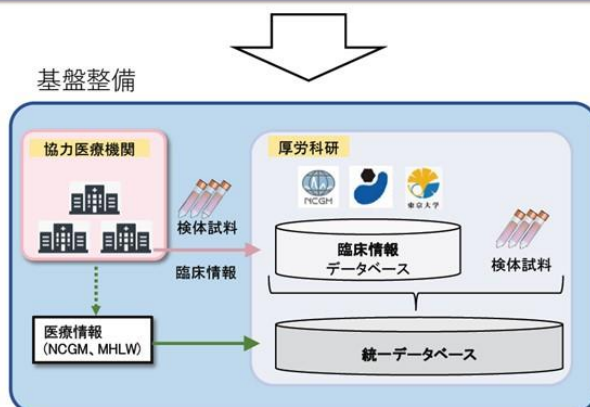 基盤整備
協力医療機関
検体試料
臨床情報
医療情報
(NCGM、MHLW)
厚労科研
NCGM
東京大学
臨床情報
データベース
検体試料
統一データベース